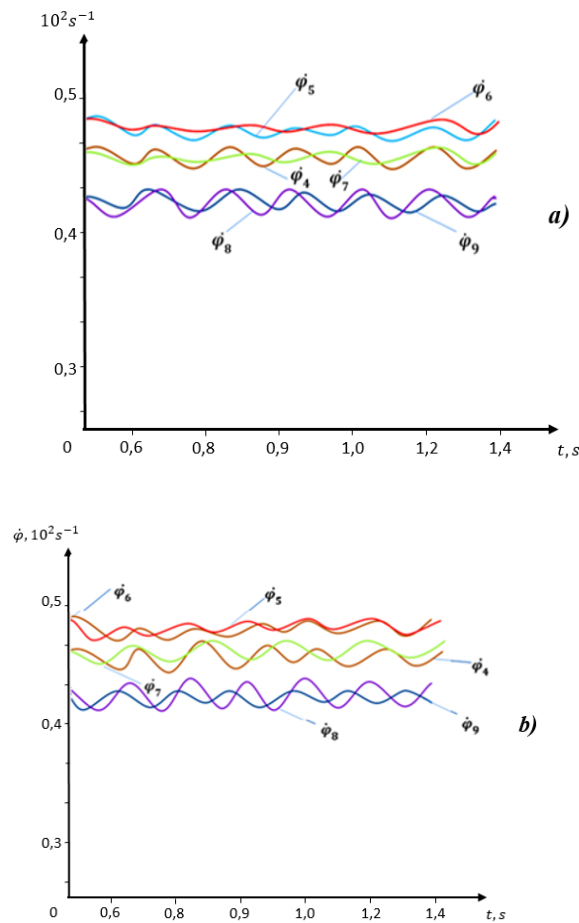 10²s⁻¹
0,5
φ̇₅
φ̇₆
φ̇₄
φ̇₇
0,4
φ̇₈
φ̇₉
a)
0,3
0 0,6 0,8 0,9 1,0 1,2 1,4
t, s
φ̇, 10²s⁻¹
φ̇₆
φ̇₅
0,5
φ̇₄
φ̇₇
0,4
φ̇₈
φ̇₉
b)
0,3
0 0,6 0,8 0,9 1,0 1,2 1,4
t, s